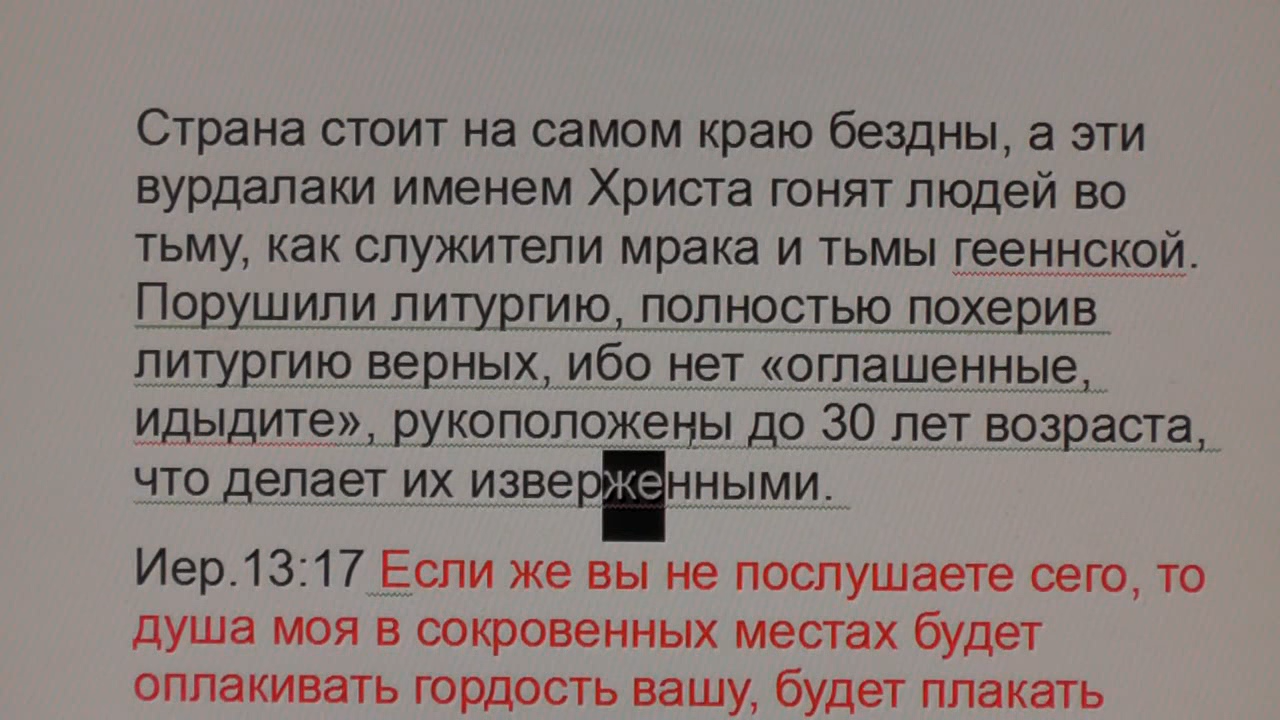 Страна стоит на самом краю бездны, а эти
вурдалаки именем Христа гонят людей во
тьму, как служители мрака и тьмы гееннской.
Порушили литургию, полностью похерив
литургию верных, ибо нет «оглашенные,
идыдите», рукоположены до 30 лет возраста,
что делает их изверженными.
Иер.13:17 Если же вы не послушаете сего, то
душа моя в сокровенных местах будет
оплакивать гордость вашу, будет плакать